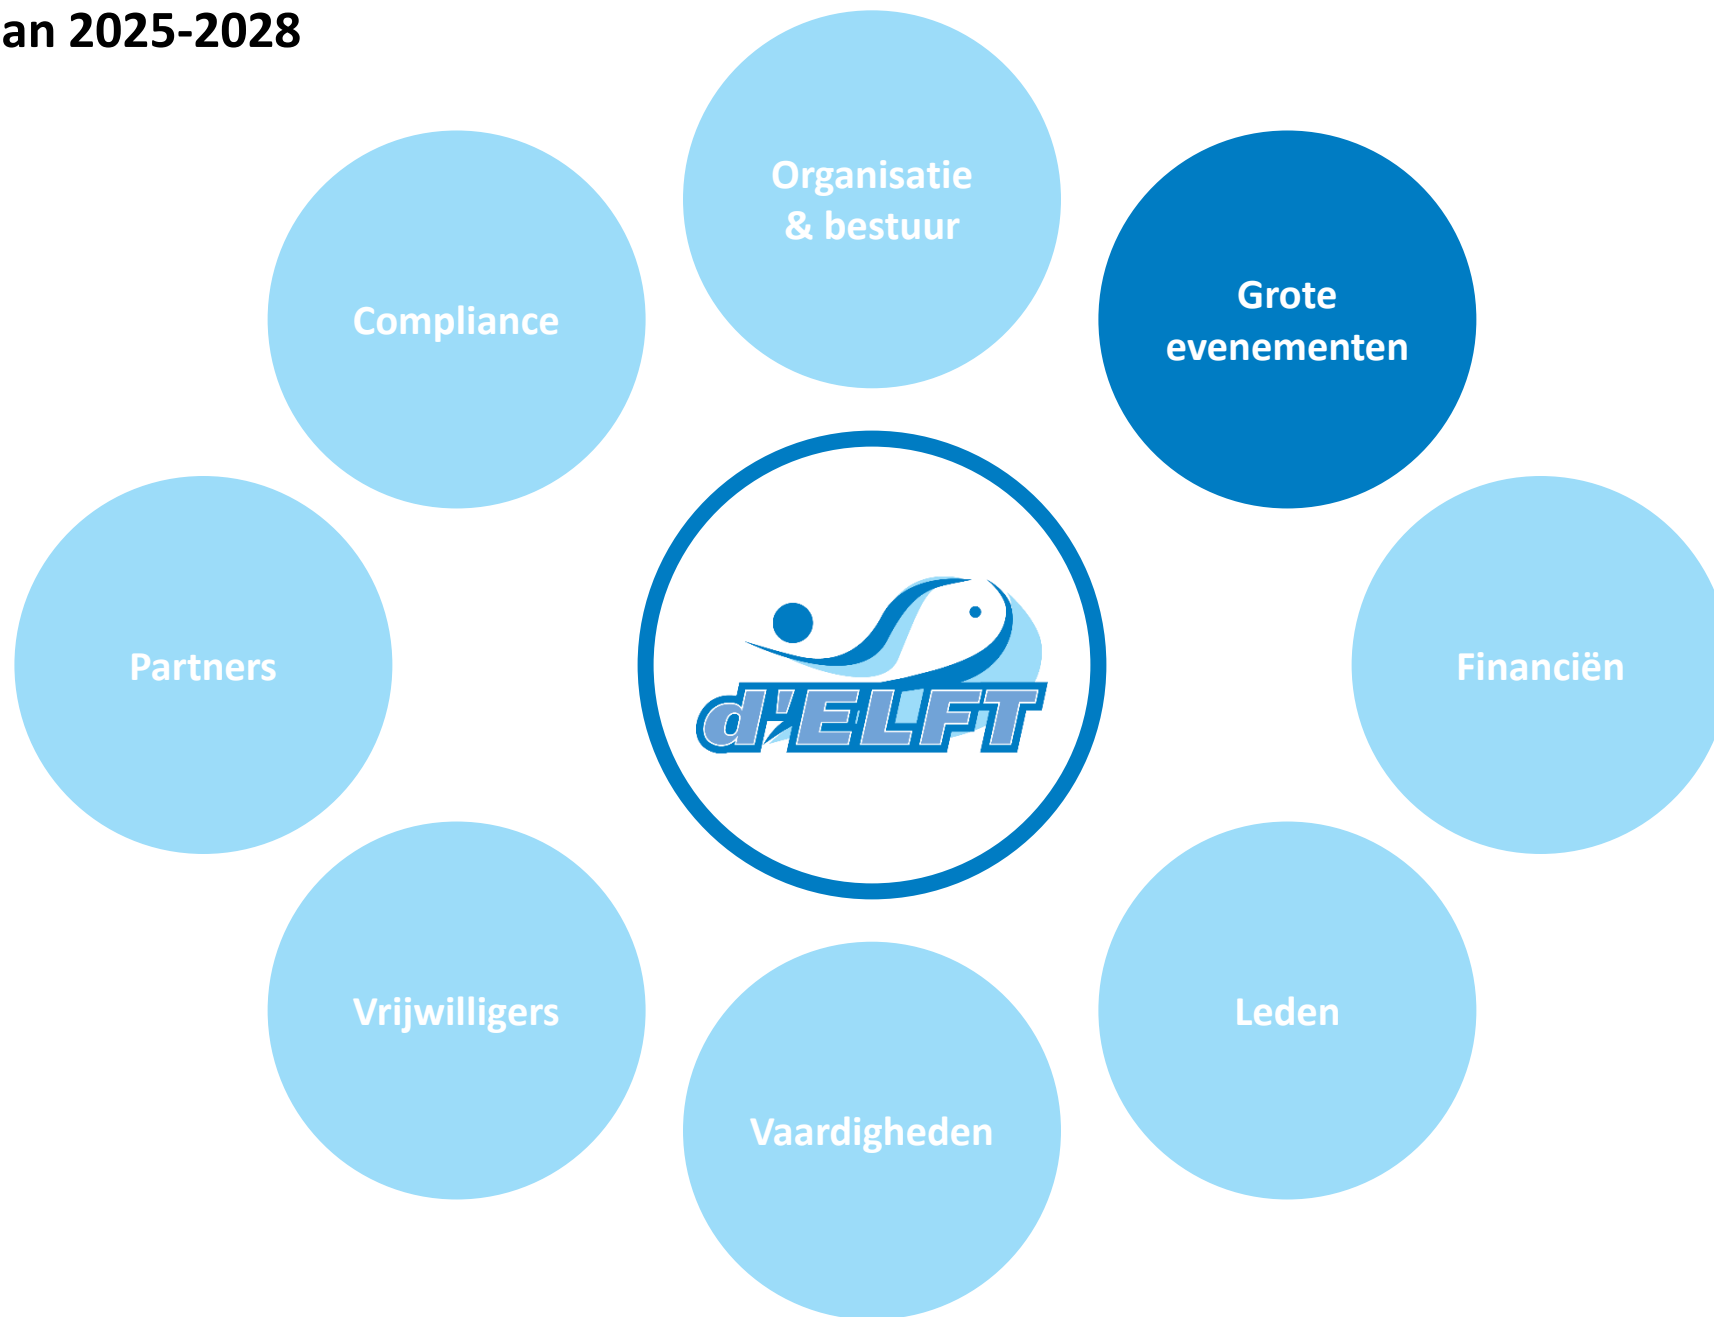 an 2025-2028
Organisatie
& bestuur
Grote
evenementen
Compliance
Partners
d'ELFT
Financiën
Vrijwilligers
Leden
Vaardigheden